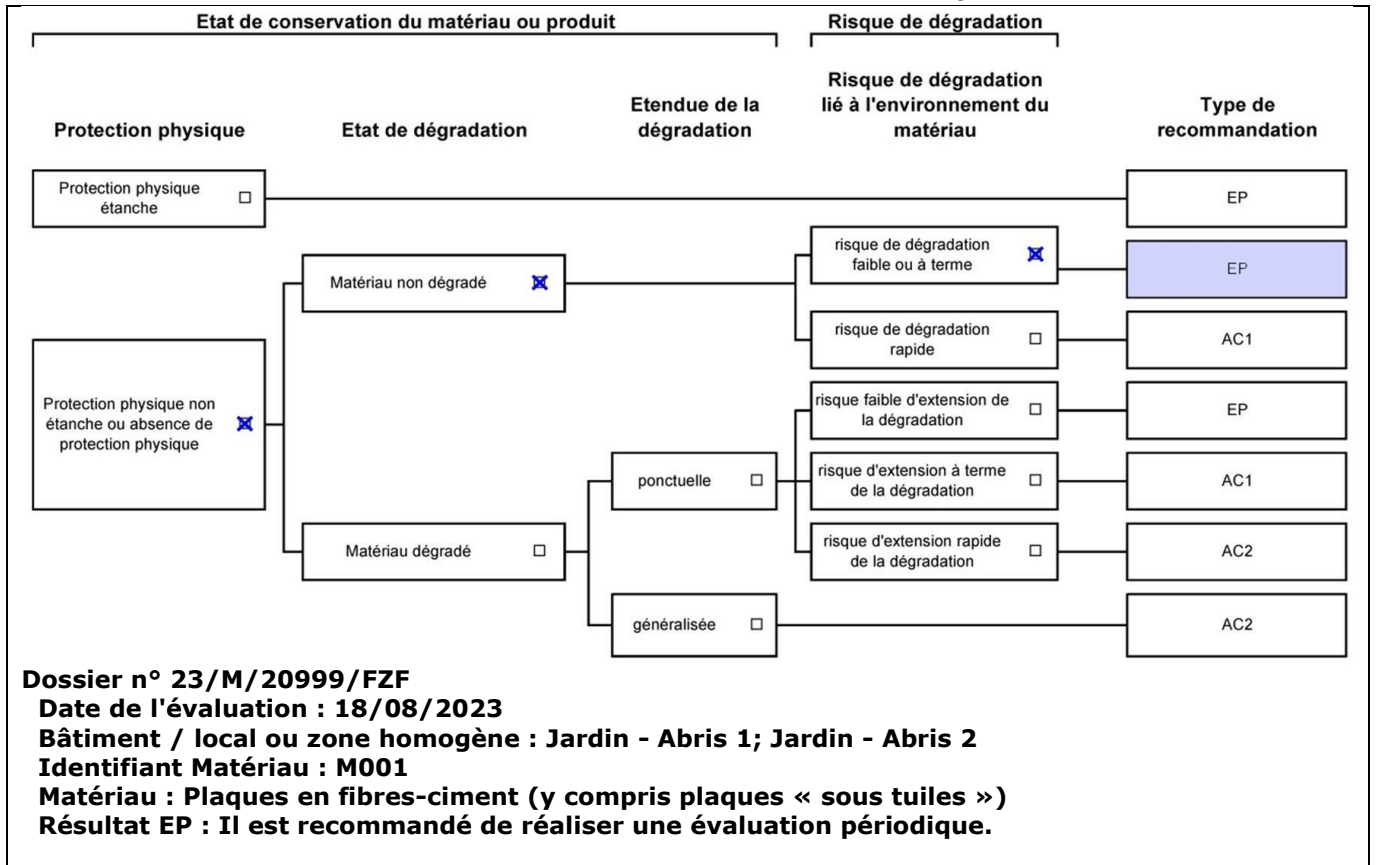 Etat de conservation du matériau ou produit
Risque de dégradation
Protection physique
Etat de dégradation
Etendue de la
dégradation
Risque de dégradation
lié à l'environnement du
matériau
Type de
recommandation
Protection physique
étanche
EP
risque de dégradation
faible ou à terme
EP
Matériau non dégradé
risque de dégradation
rapide
AC1
Protection physique non
étanche ou absence de
protection physique
risque faible d'extension de
la dégradation
EP
ponctuelle
risque d'extension à terme
de la dégradation
AC1
Matériau dégradé
risque d'extension rapide
de la dégradation
AC2
généralisée
AC2
Dossier n° 23/M/20999/FZF
Date de l'évaluation : 18/08/2023
Bâtiment / local ou zone homogène : Jardin - Abris 1; Jardin - Abris 2
Identifiant Matériau : M001
Matériau : Plaques en fibres-ciment (y compris plaques « sous tuiles »)
Résultat EP : Il est recommandé de réaliser une évaluation périodique.